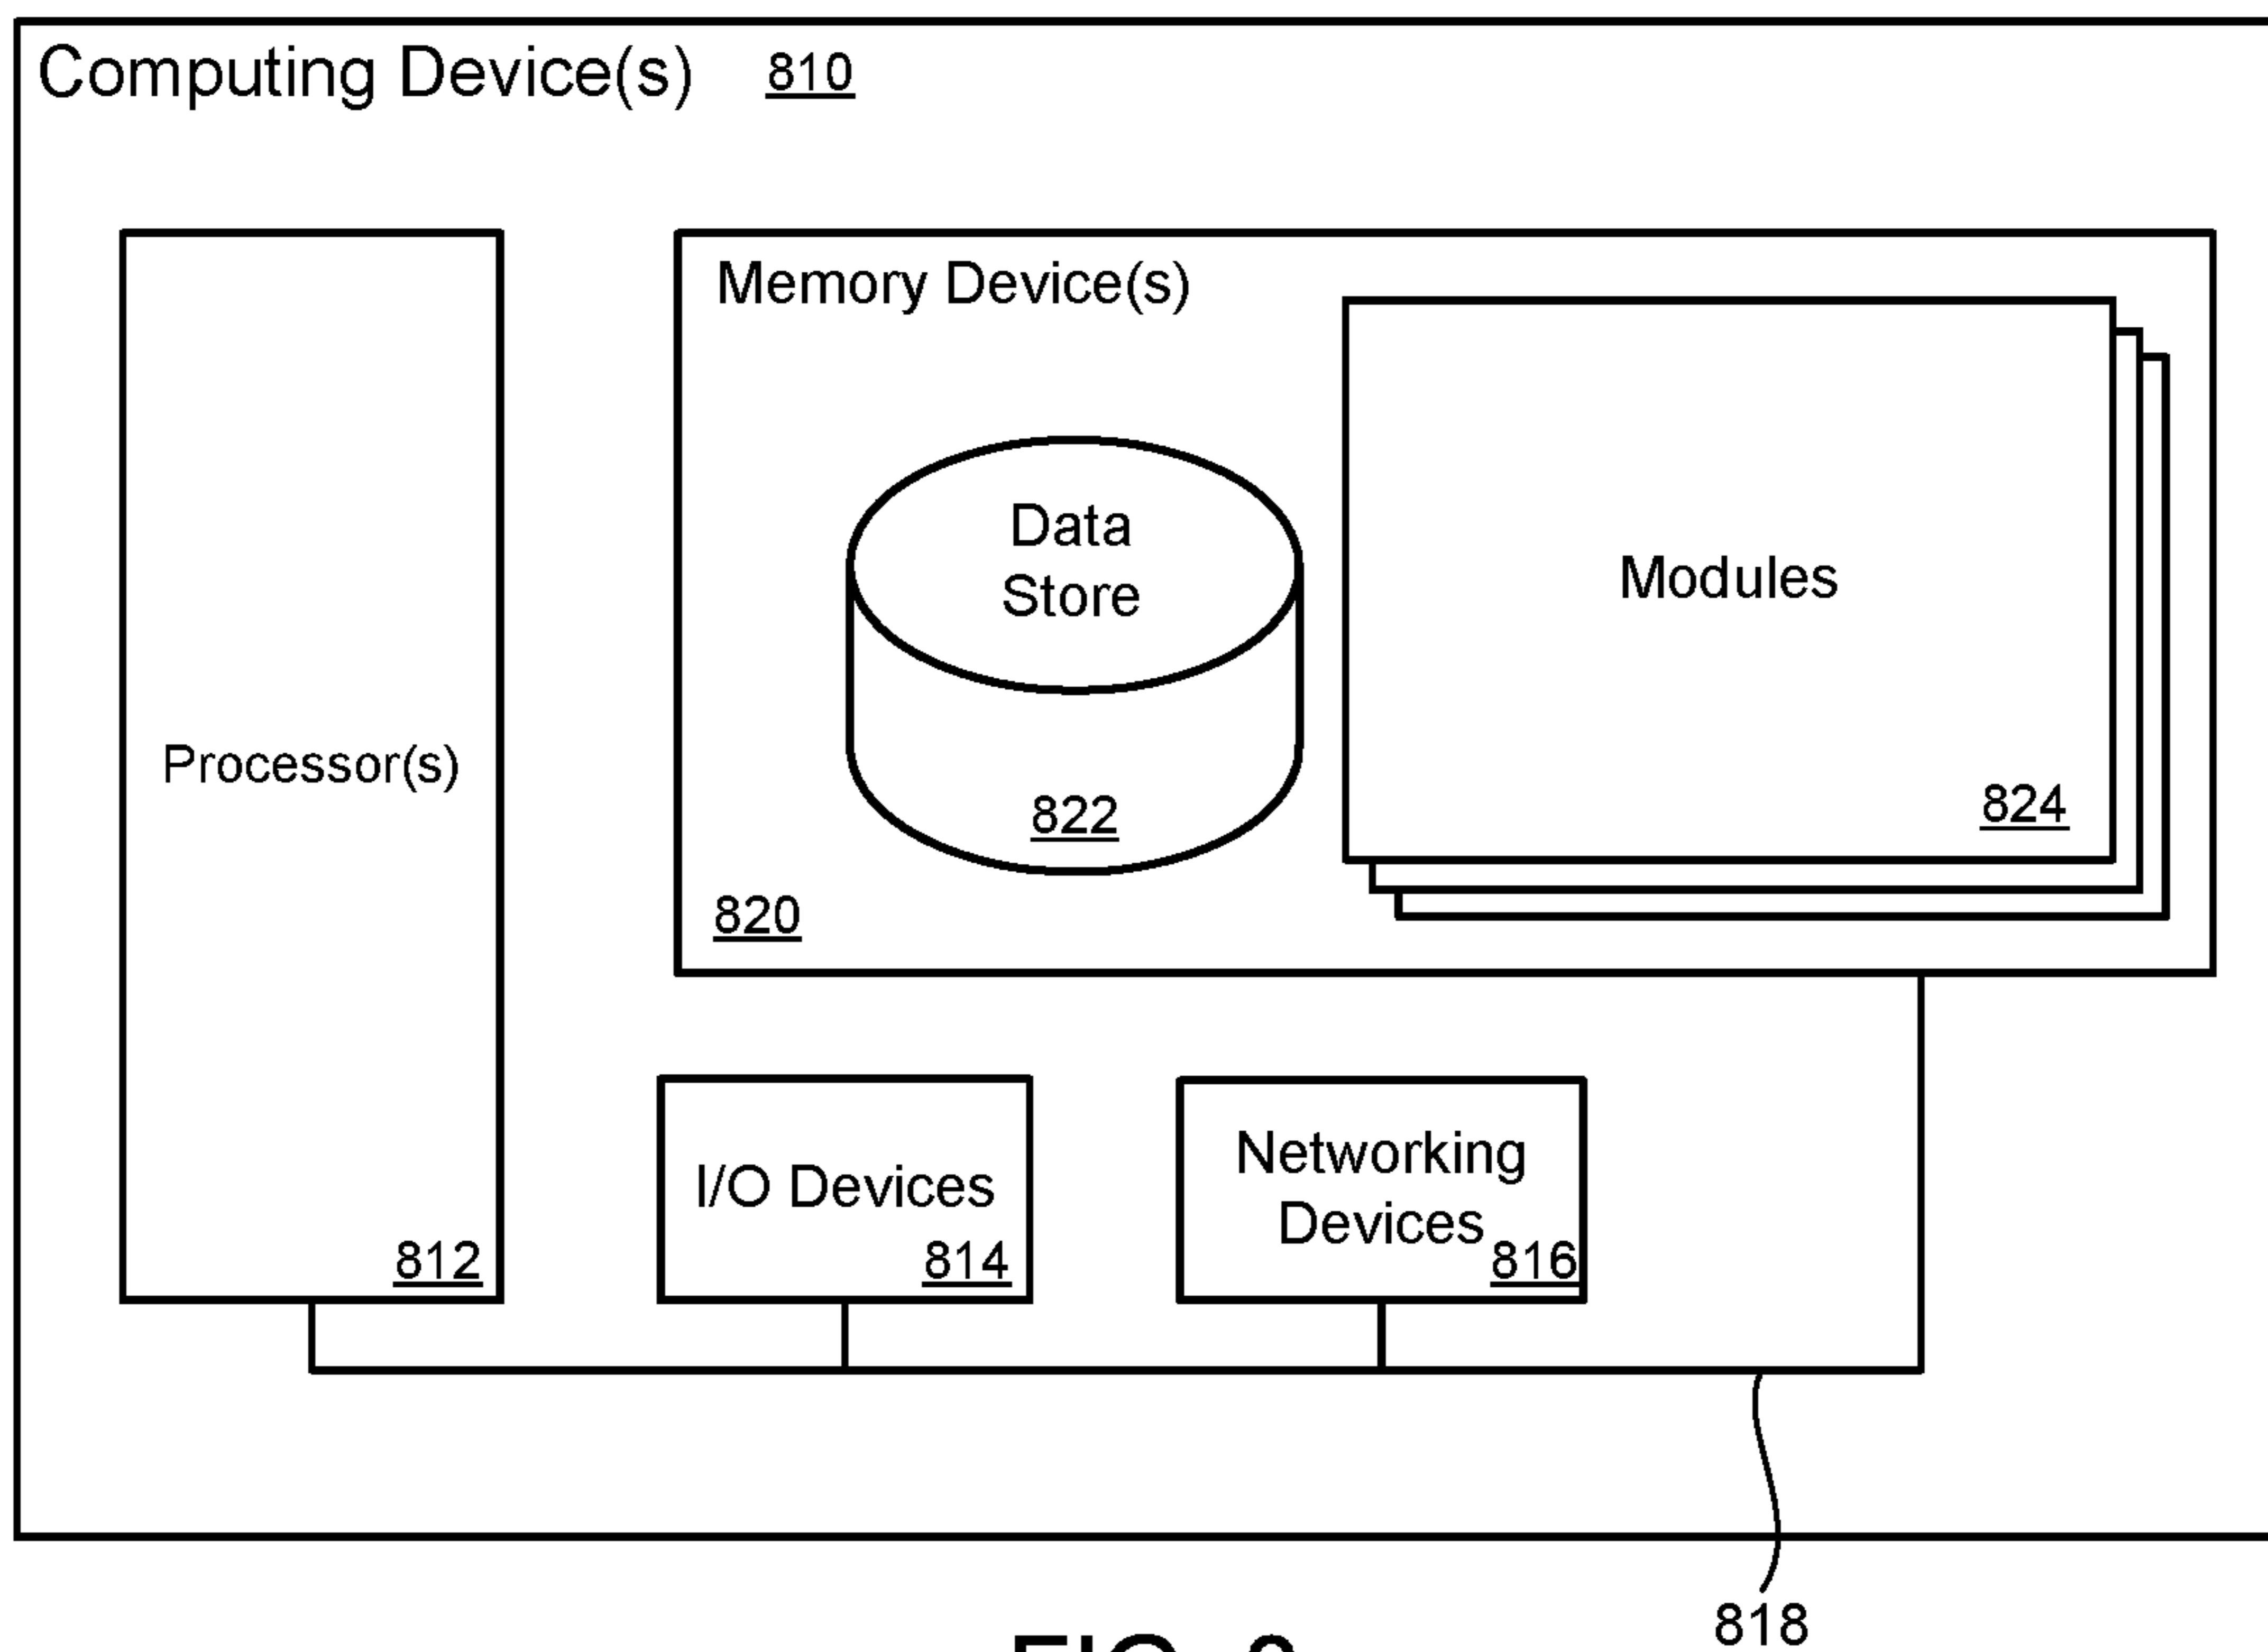 Computing Device(s) 810
Memory Device(s)
Data
Store
Modules
Processor(s)
822
824
820
I/O Devices
Networking
Devices
812
814
816
818
FIG.